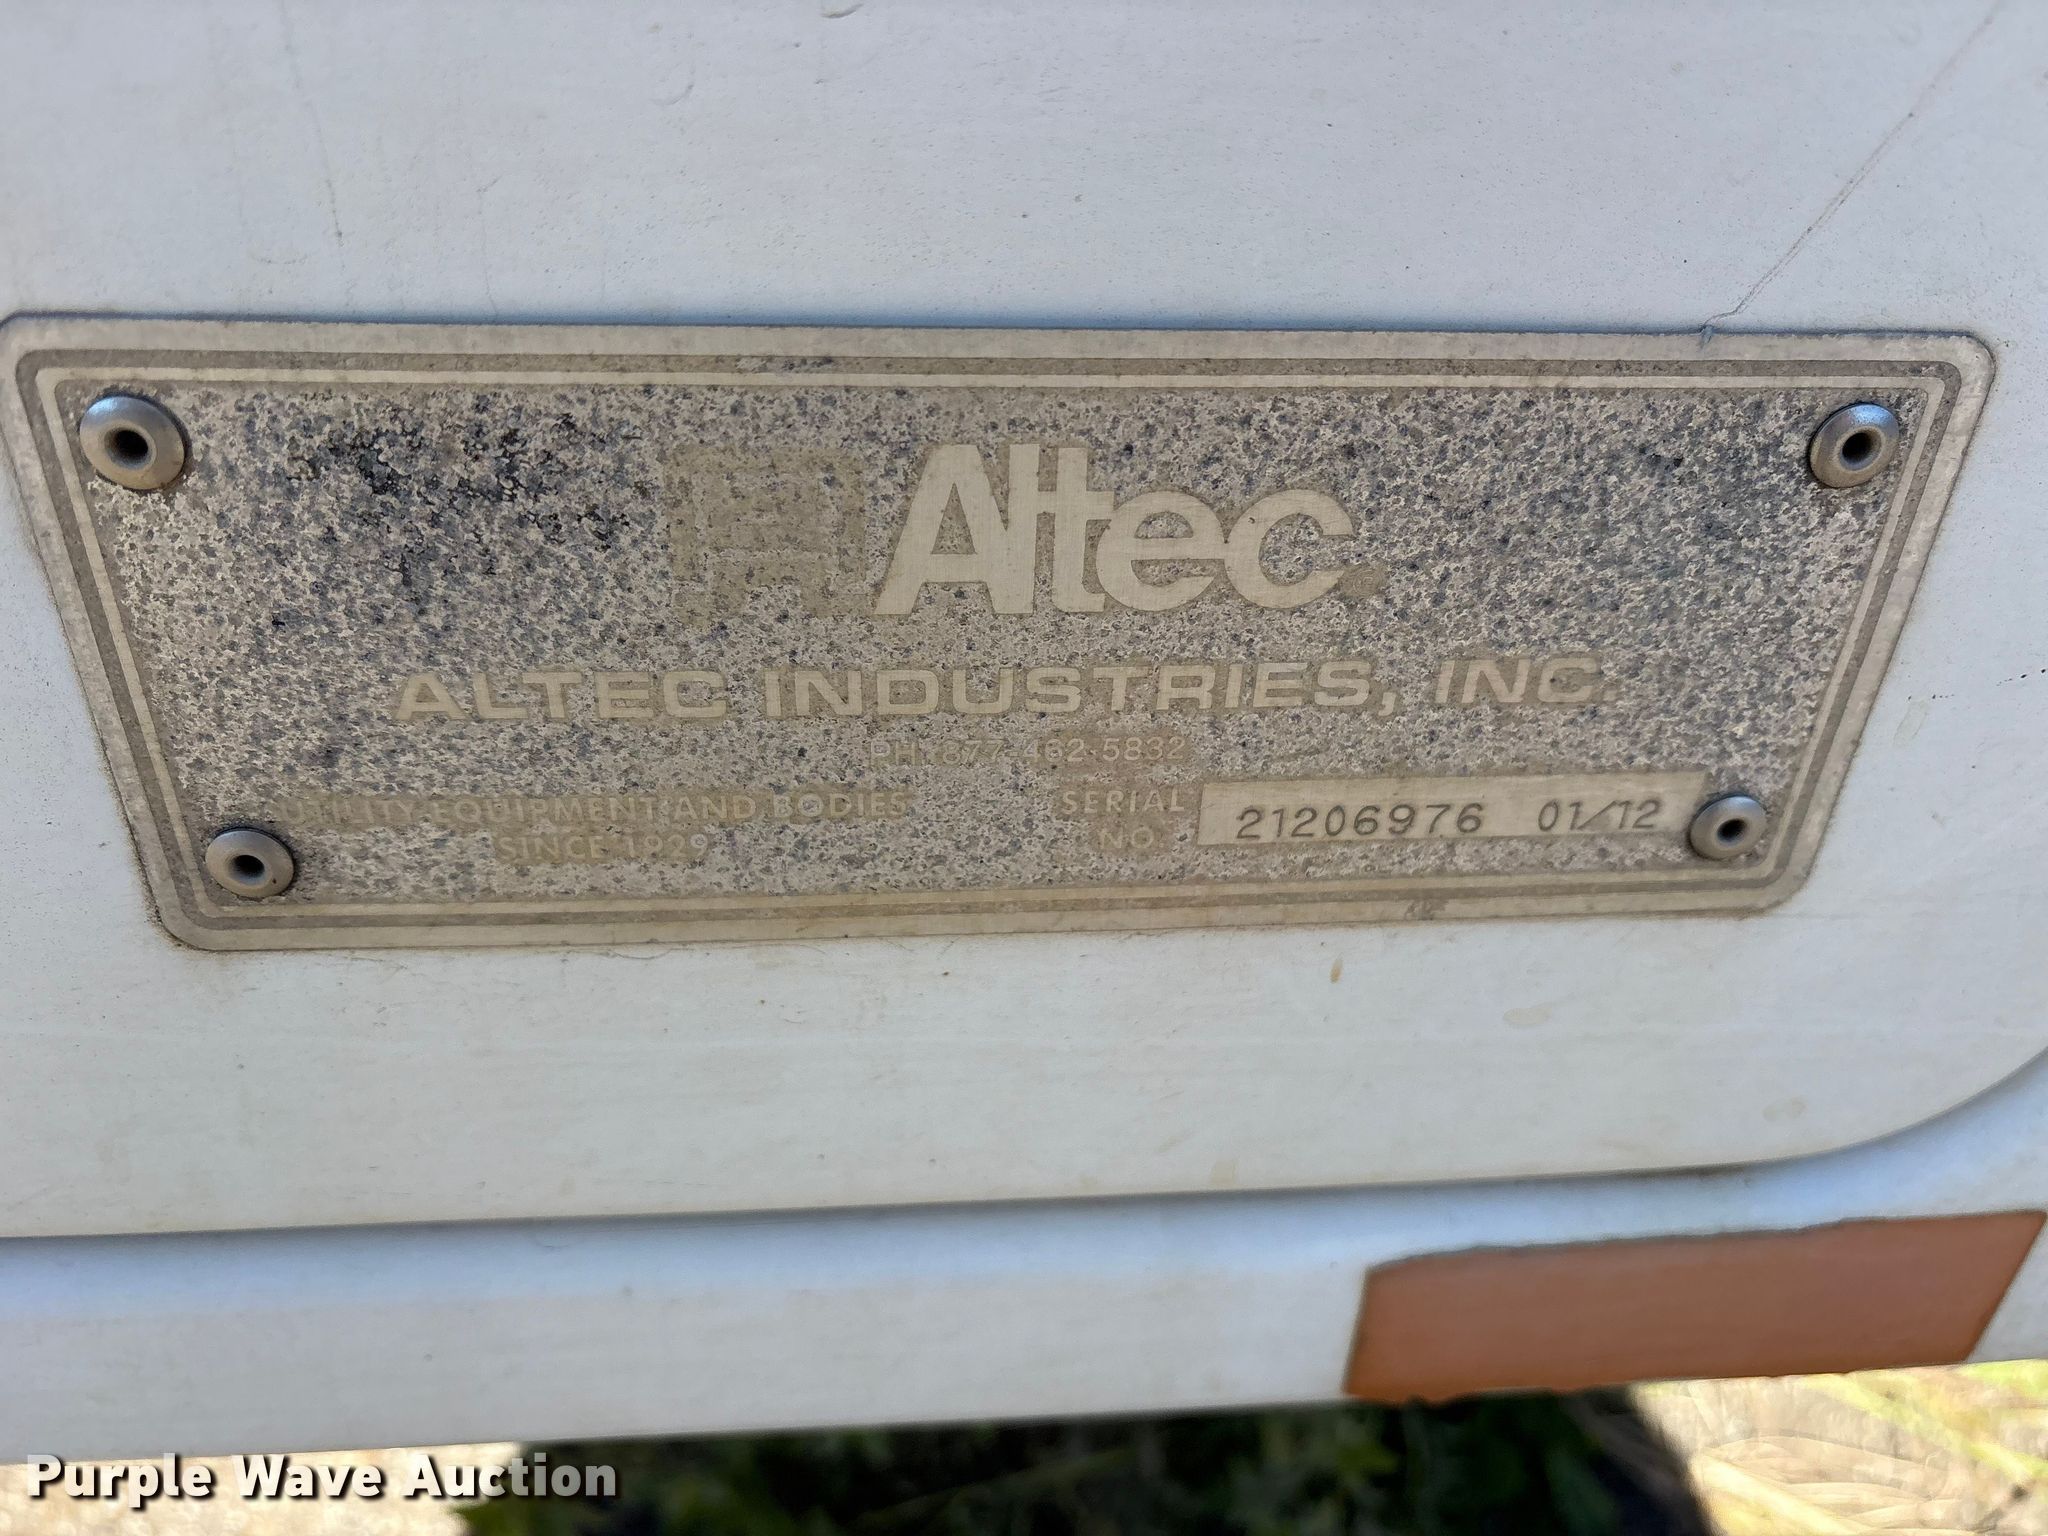 Altec
ALTEC INDUSTRIES, INC.
PH. 877-462-5832
UTILITY EQUIPMENT AND BODIES
SINCE 1929
SERIAL
NO.
21206976 01/12
Purple Wave Auction